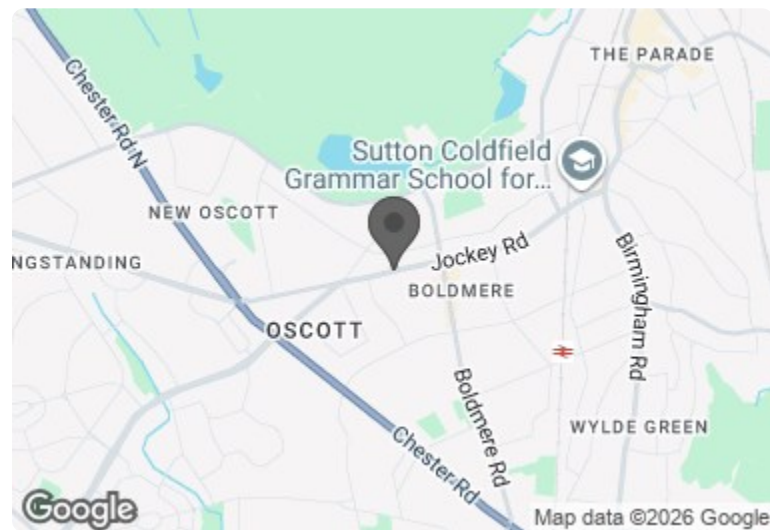 THE PARADE
Chester Rd N
Sutton Coldfield
Grammar School for...
NEW OSCOTT
NGSTANDING
Jockey Rd
Birmingham Rd
BOLDMERE
OSCOTT
Boldmere Rd
WYLDE GREEN
Chester Rd
Google
Map data ©2026 Google